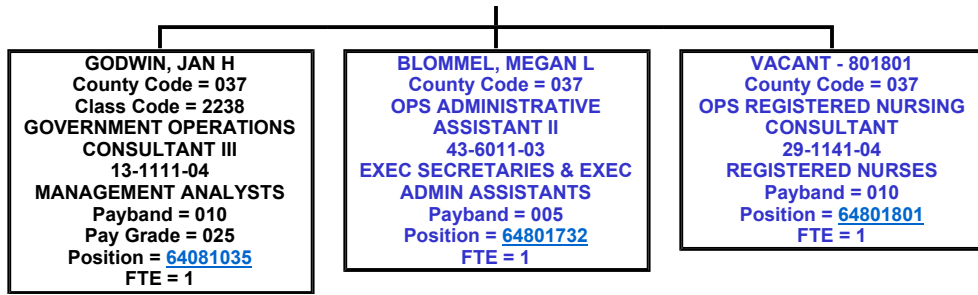 GODWIN, JAN H
County Code = 037
Class Code = 2238
GOVERNMENT OPERATIONS
CONSULTANT III
13-1111-04
MANAGEMENT ANALYSTS
Payband = 010
Pay Grade = 025
Position = 64081035
FTE = 1
BLOMMEL, MEGAN L
County Code = 037
OPS ADMINISTRATIVE
ASSISTANT II
43-6011-03
EXEC SECRETARIES & EXEC
ADMIN ASSISTANTS
Payband = 005
Position = 64801732
FTE = 1
VACANT - 801801
County Code = 037
OPS REGISTERED NURSING
CONSULTANT
29-1141-04
REGISTERED NURSES
Payband = 010
Position = 64801801
FTE = 1